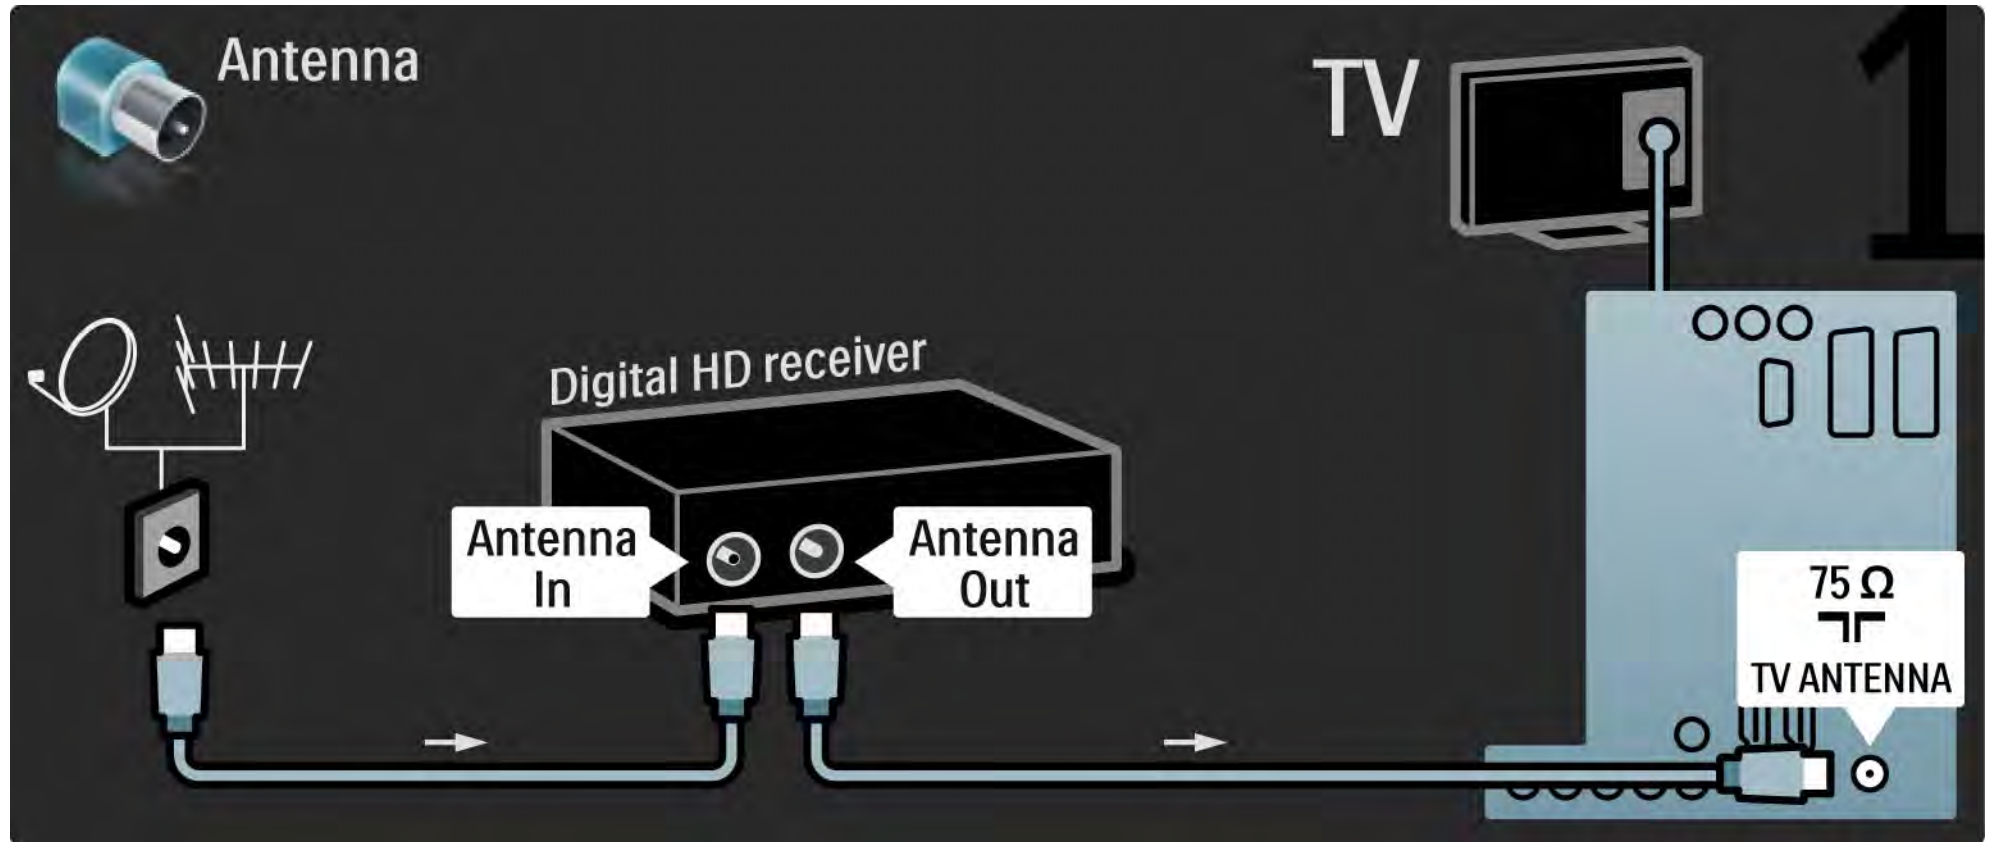 Antenna
TV
1
Digital HD receiver
Antenna
In
Antenna
Out
75 Ω
TV ANTENNA